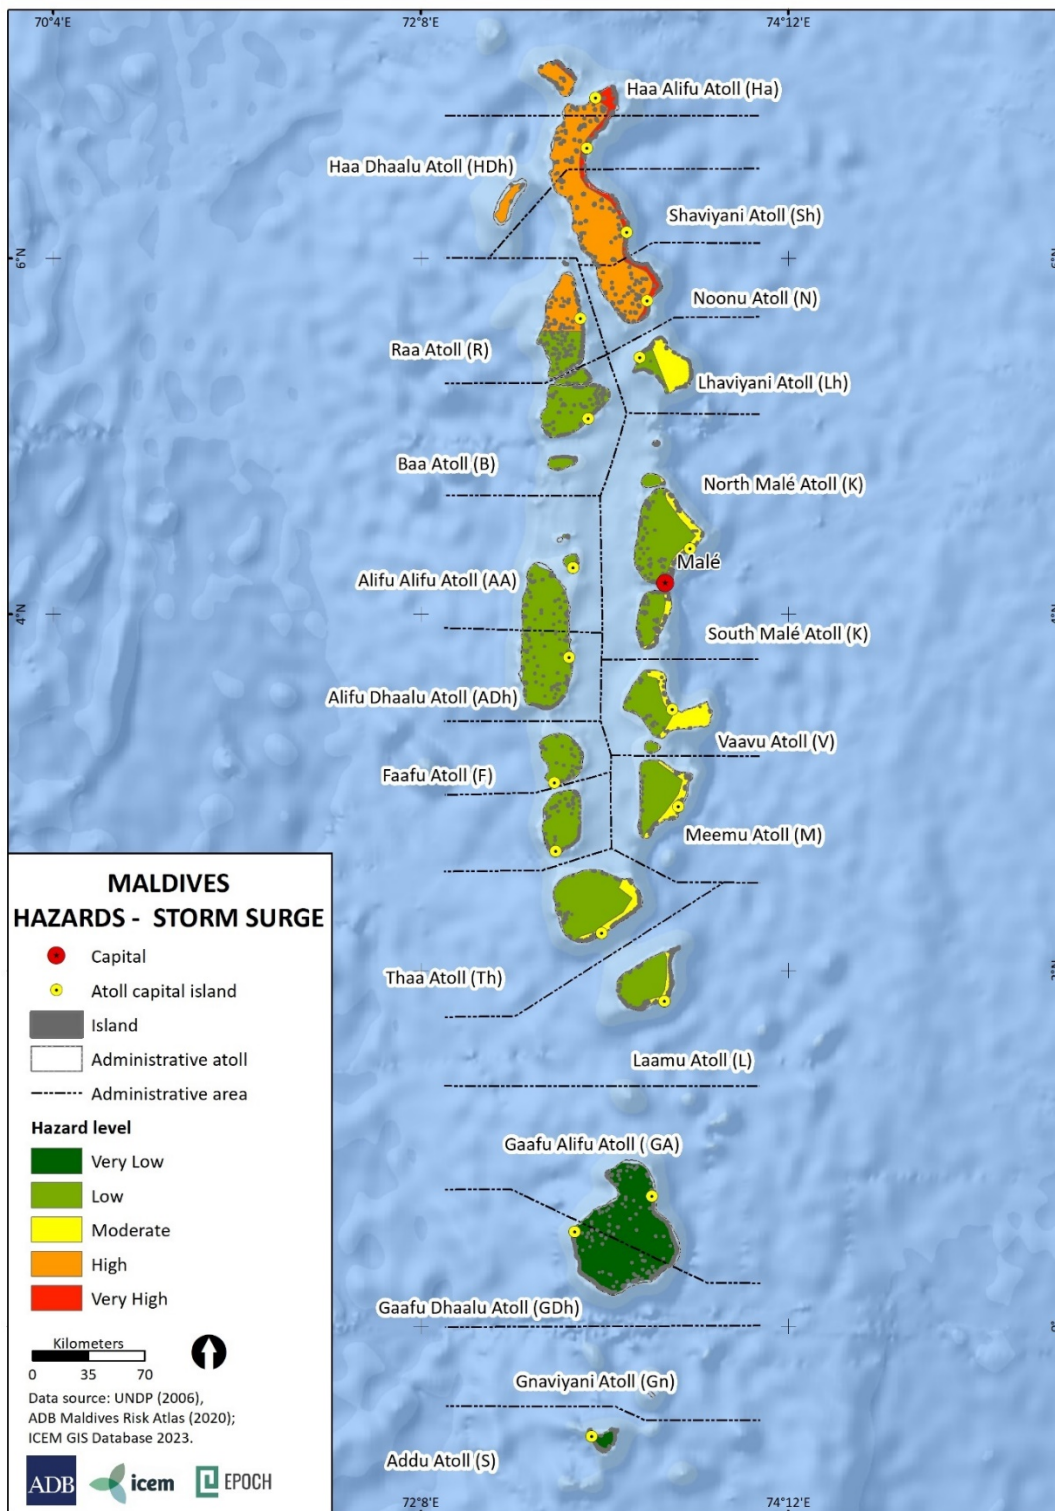 70°4'E
72°8'E
74°12'E
Haa Alifu Atoll (Ha)
Haa Dhaalu Atoll (HDh)
Shaviyani Atoll (Sh)
6°N
Noonu Atoll (N)
Raa Atoll (R)
Lhaviyani Atoll (Lh)
Baa Atoll (B)
North Malé Atoll (K)
Malé
Alifu Alifu Atoll (AA)
4°N
4°N
South Malé Atoll (K)
Alifu Dhaalu Atoll (ADh)
Vaavu Atoll (V)
Faafu Atoll (F)
Meemu Atoll (M)
Thaa Atoll (Th)
Laamu Atoll (L)
Gaafu Alifu Atoll ( GA)
Gaafu Dhaalu Atoll (GDh)
Gnaviyani Atoll (Gn)
Addu Atoll (S)
72°8'E
74°12'E
MALDIVES
HAZARDS - STORM SURGE
Capital
Atoll capital island
Island
Administrative atoll
Administrative area
Hazard level
Very Low
Low
Moderate
High
Very High
Kilometers
0 35 70
Data source: UNDP (2006),
ADB Maldives Risk Atlas (2020);
ICEM GIS Database 2023.
ADB icem EPOCH